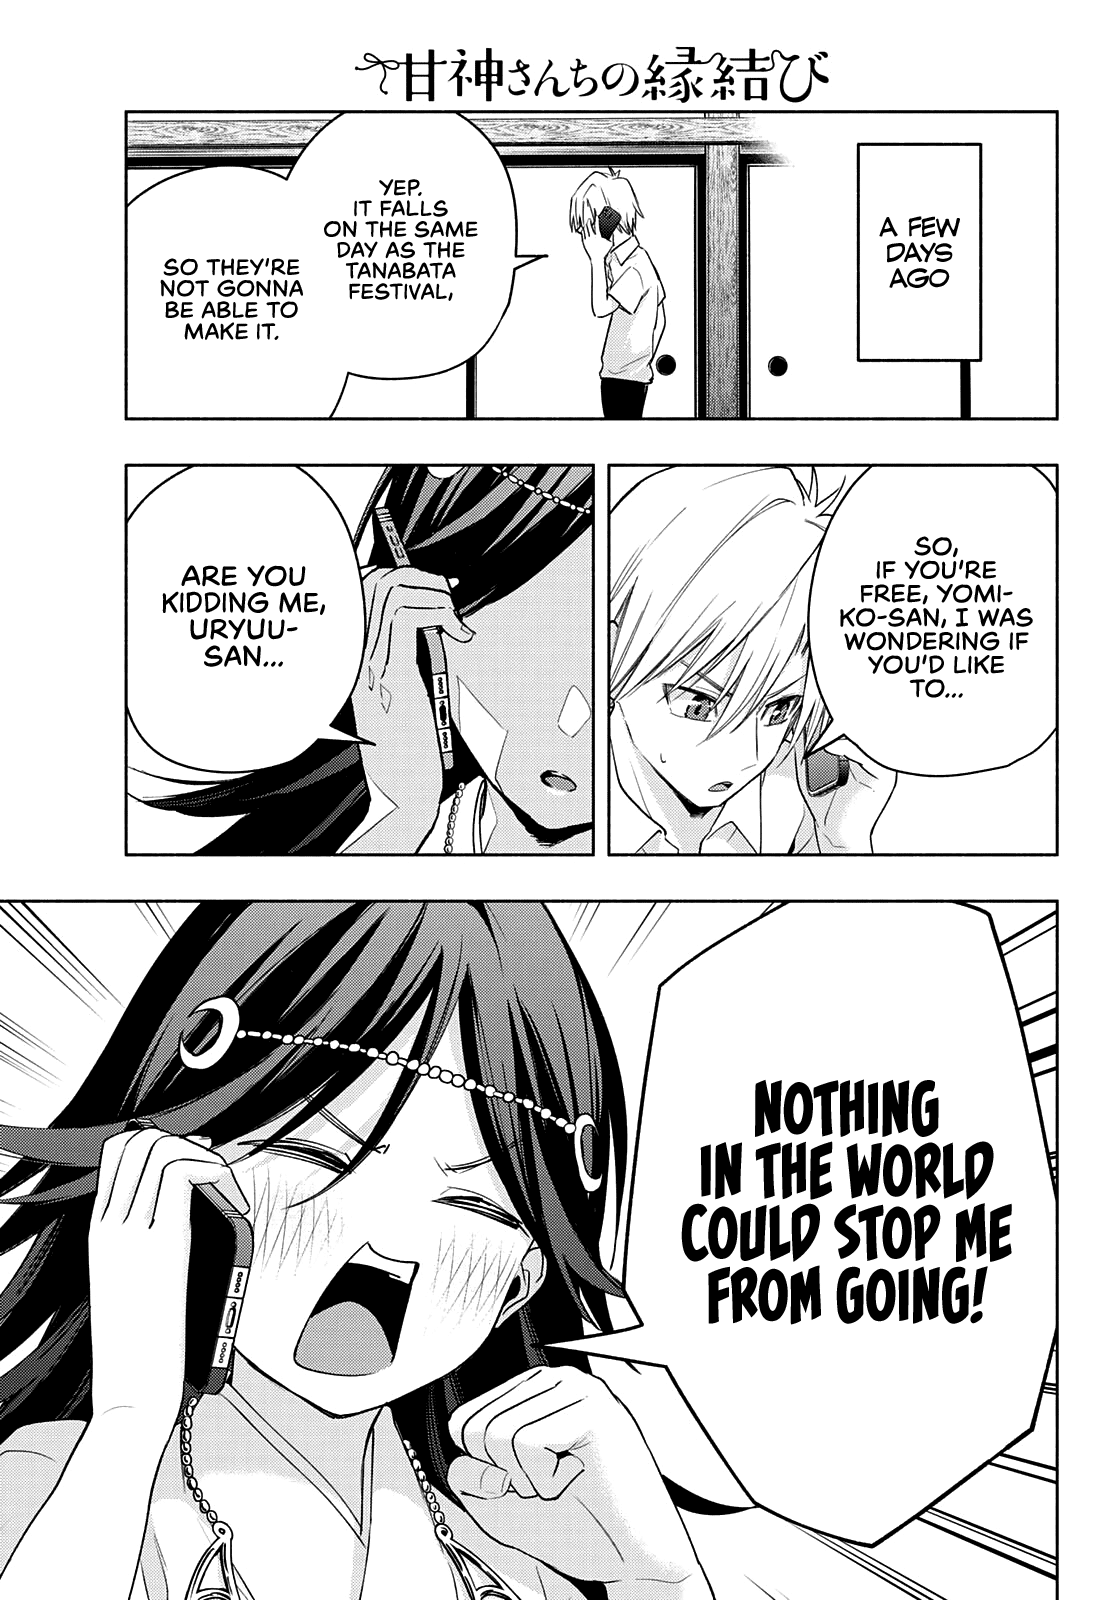 甘神さんちの縁結び
A FEW
DAYS
AGO
YEP.
IT FALLS
ON THE SAME
DAY AS THE
TANABATA
FESTIVAL,
SO THEY'RE
NOT GONNA
BE ABLE TO
MAKE IT.
SO,
IF YOU'RE
FREE, YOMI-
KO-SAN, I WAS
WONDERING IF
YOU'D LIKE
TO...
ARE YOU
KIDDING ME,
URYUU-
SAN...
NOTHING
IN THE WORLD
COULD STOP ME
FROM GOING!